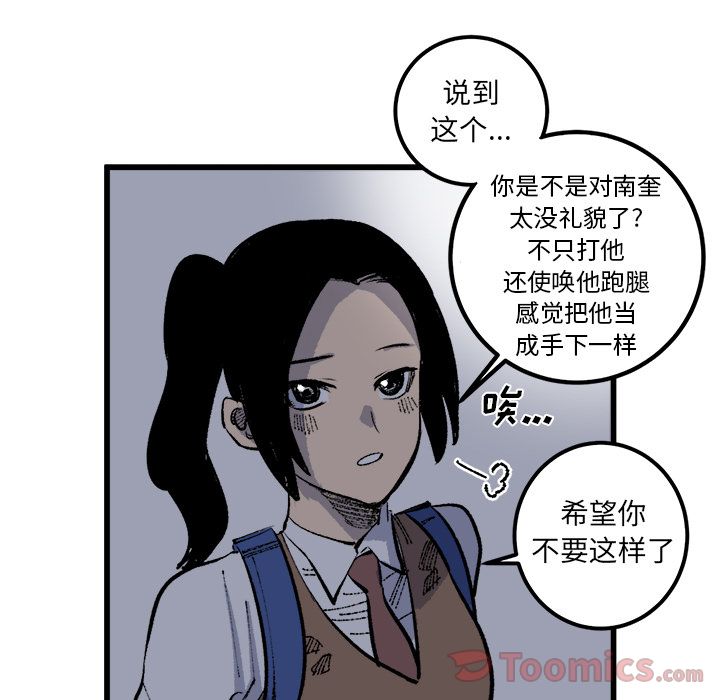 说到
这个...
你是不是对南奎
太没礼貌了?
不只打他
还使唤他跑腿
感觉把他当
成手下一样
唉...
希望你
不要这样了
Toomics.com